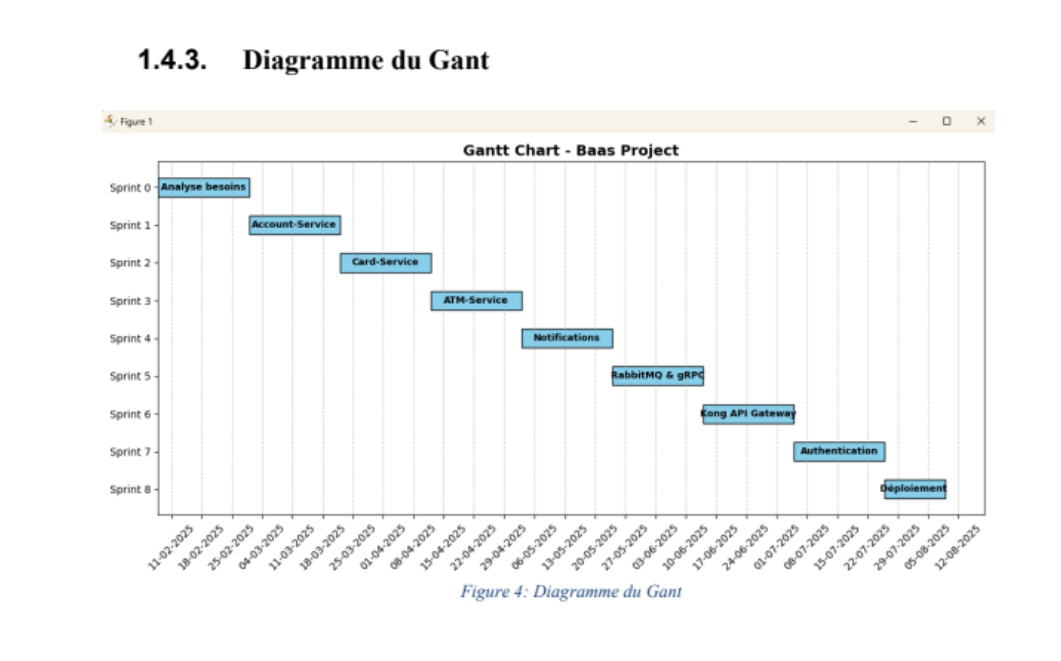 1.4.3. Diagramme du Gant
Figure 1
Gantt Chart - Baas Project
Sprint 0 Analyse besoins
Sprint 1 Account-Service
Sprint 2 Card-Service
Sprint 3 ATM-Service
Sprint 4 Notifications
Sprint 5 RabbitMQ & gRPC
Sprint 6 Kong API Gateway
Sprint 7 Authentication
Sprint 8 Déploiement
11-02-2025 18-02-2025 25-02-2025 04-03-2025 11-03-2025 18-03-2025 25-03-2025 01-04-2025 08-04-2025 15-04-2025 22-04-2025 29-04-2025 06-05-2025 13-05-2025 20-05-2025 27-05-2025 03-06-2025 10-06-2025 17-06-2025 24-06-2025 01-07-2025 08-07-2025 15-07-2025 22-07-2025 29-07-2025 05-08-2025 12-08-2025
Figure 4: Diagramme du Gant